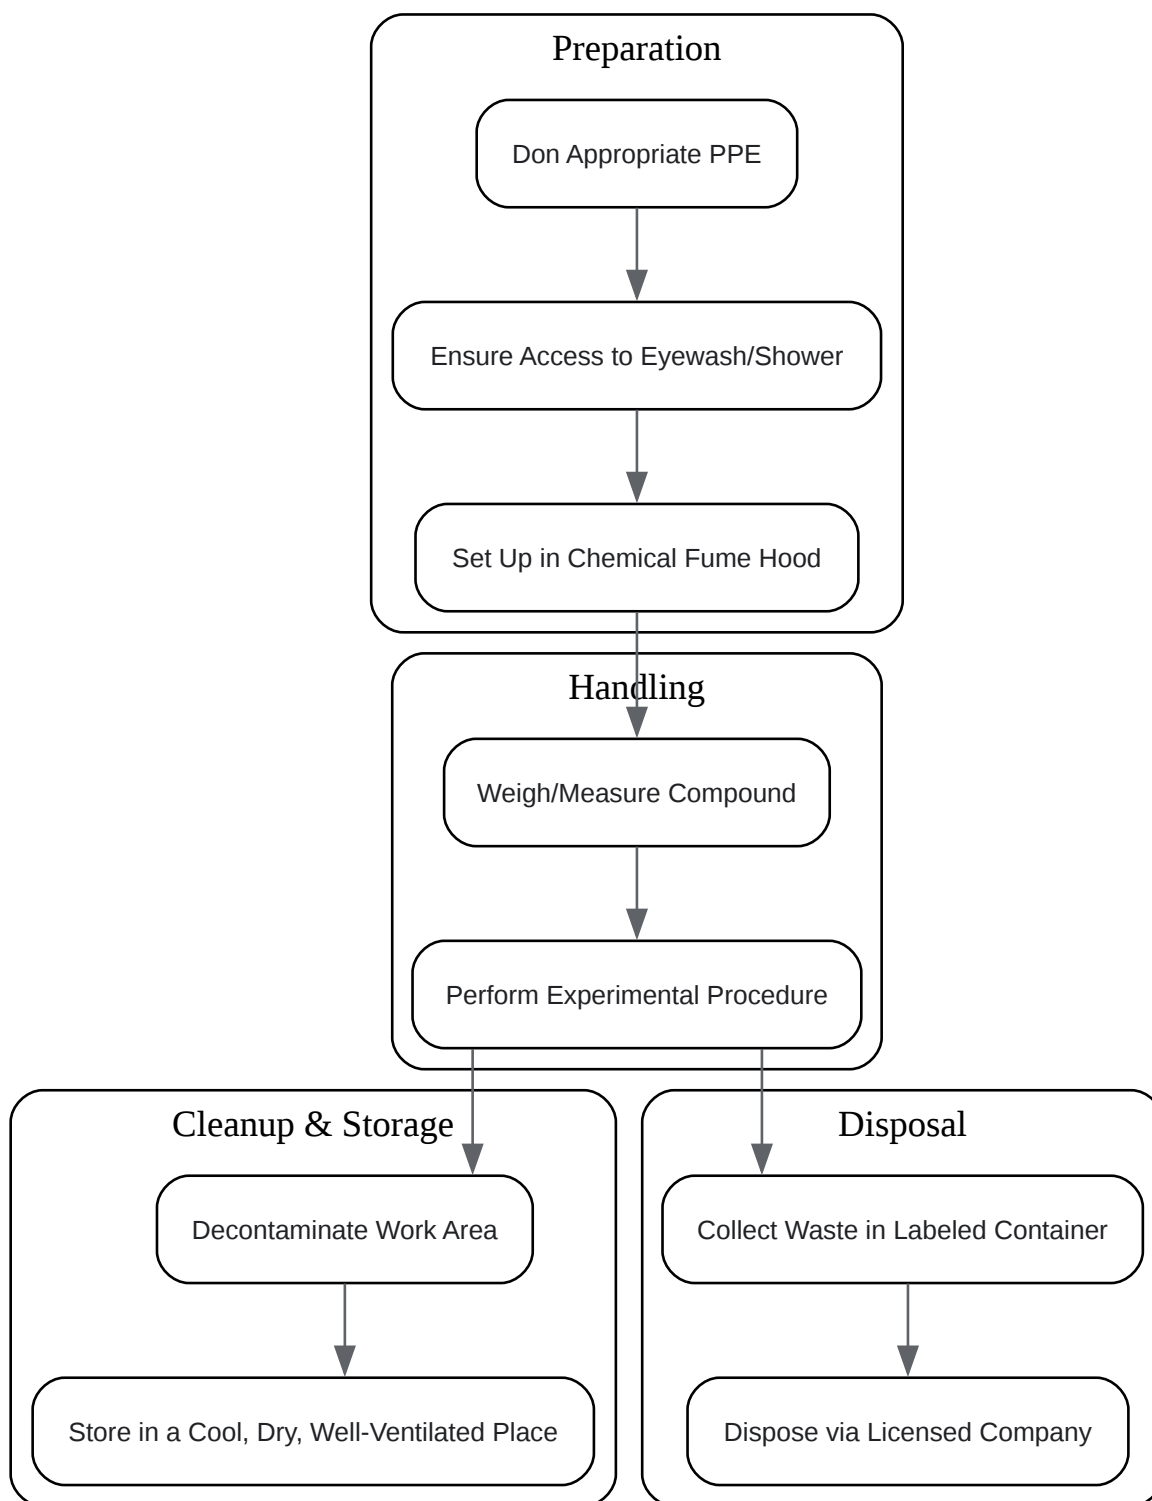 Preparation
Don Appropriate PPE
Ensure Access to Eyewash/Shower
Set Up in Chemical Fume Hood
Handling
Weigh/Measure Compound
Perform Experimental Procedure
Cleanup & Storage
Decontaminate Work Area
Store in a Cool, Dry, Well-Ventilated Place
Disposal
Collect Waste in Labeled Container
Dispose via Licensed Company